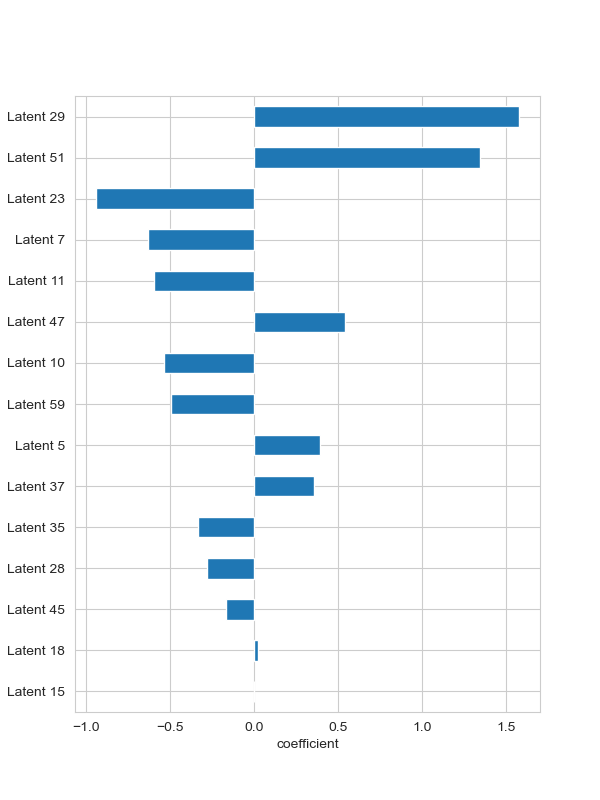 Latent 29
Latent 51
Latent 23
Latent 7
Latent 11
Latent 47
Latent 10
Latent 59
Latent 5
Latent 37
Latent 35
Latent 28
Latent 45
Latent 18
Latent 15
−1.0 −0.5 0.0 0.5 1.0 1.5
coefficient